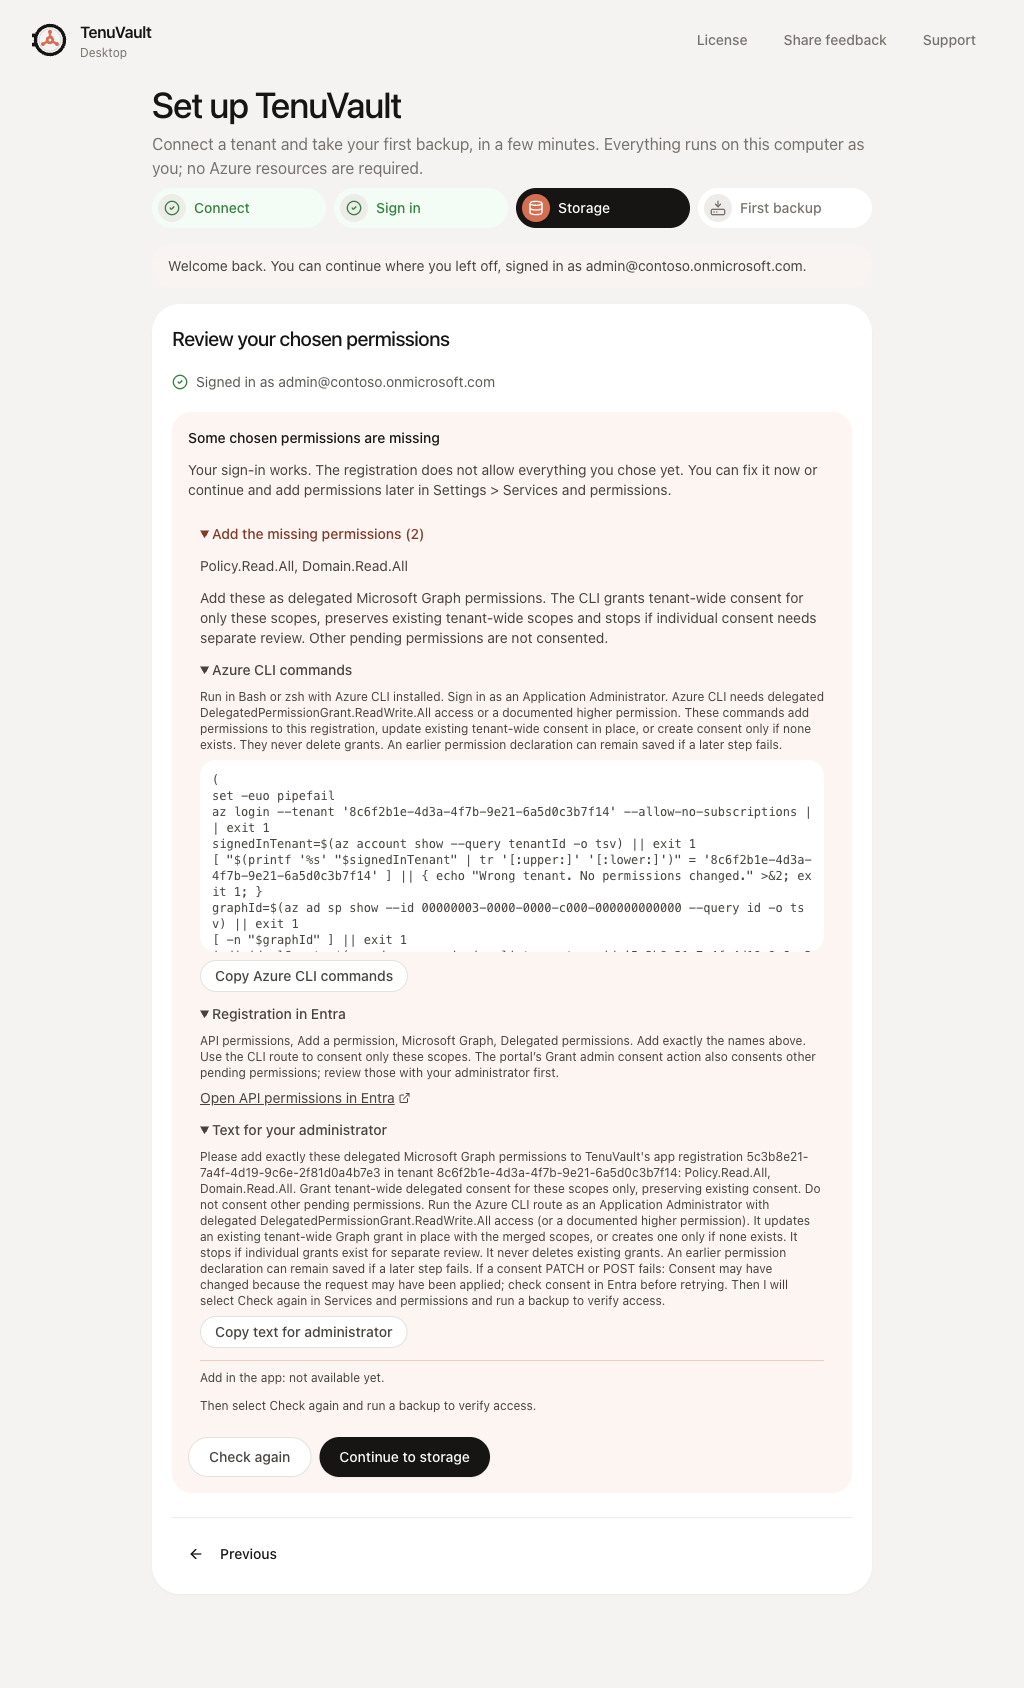 TenuVault
Desktop
License
Share feedback
Support
Set up TenuVault
Connect a tenant and take your first backup, in a few minutes. Everything runs on this computer as
you; no Azure resources are required.
Connect
Sign in
Storage
First backup
Welcome back. You can continue where you left off, signed in as admin@contoso.onmicrosoft.com.
Review your chosen permissions
Signed in as admin@contoso.onmicrosoft.com
Some chosen permissions are missing
Your sign-in works. The registration does not allow everything you chose yet. You can fix it now or
continue and add permissions later in Settings > Services and permissions.
▼ Add the missing permissions (2)
Policy.Read.All, Domain.Read.All
Add these as delegated Microsoft Graph permissions. The CLI grants tenant-wide consent for
only these scopes, preserves existing tenant-wide scopes and stops if individual consent needs
separate review. Other pending permissions are not consented.
▼ Azure CLI commands
Run in Bash or zsh with Azure CLI installed. Sign in as an Application Administrator. Azure CLI needs delegated
DelegatedPermissionGrant.ReadWrite.All access or a documented higher permission. These commands add
permissions to this registration, update existing tenant-wide consent in place, or create consent only if none
exists. They never delete grants. An earlier permission declaration can remain saved if a later step fails.
(
set -euo pipefail
az login --tenant '8c6f2b1e-4d3a-4f7b-9e21-6a5d0c3b7f14' --allow-no-subscriptions |
| exit 1
signedInTenant=$(az account show --query tenantId -o tsv) || exit 1
[ "$(printf '%s' "$signedInTenant" | tr '[:upper:]' '[:lower:]')" = '8c6f2b1e-4d3a-
4f7b-9e21-6a5d0c3b7f14' ] || { echo "Wrong tenant. No permissions changed." >&2; ex
it 1; }
graphId=$(az ad sp show --id 00000003-0000-0000-c000-000000000000 --query id -o ts
v) || exit 1
[ -n "$graphId" ] || exit 1
Copy Azure CLI commands
▼ Registration in Entra
API permissions, Add a permission, Microsoft Graph, Delegated permissions. Add exactly the names above.
Use the CLI route to consent only these scopes. The portal's Grant admin consent action also consents other
pending permissions; review those with your administrator first.
Open API permissions in Entra
▼ Text for your administrator
Please add exactly these delegated Microsoft Graph permissions to TenuVault's app registration 5c3b8e21-
7a4f-4d19-9c6e-2f81d0a4b7e3 in tenant 8c6f2b1e-4d3a-4f7b-9e21-6a5d0c3b7f14: Policy.Read.All,
Domain.Read.All. Grant tenant-wide delegated consent for these scopes only, preserving existing consent. Do
not consent other pending permissions. Run the Azure CLI route as an Application Administrator with
delegated DelegatedPermissionGrant.ReadWrite.All access (or a documented higher permission). It updates
an existing tenant-wide Graph grant in place with the merged scopes, or creates one only if none exists. It
stops if individual grants exist for separate review. It never deletes existing grants. An earlier permission
declaration can remain saved if a later step fails. If a consent PATCH or POST fails: Consent may have
changed because the request may have been applied; check consent in Entra before retrying. Then I will
select Check again in Services and permissions and run a backup to verify access.
Copy text for administrator
Add in the app: not available yet.
Then select Check again and run a backup to verify access.
Check again
Continue to storage
Previous